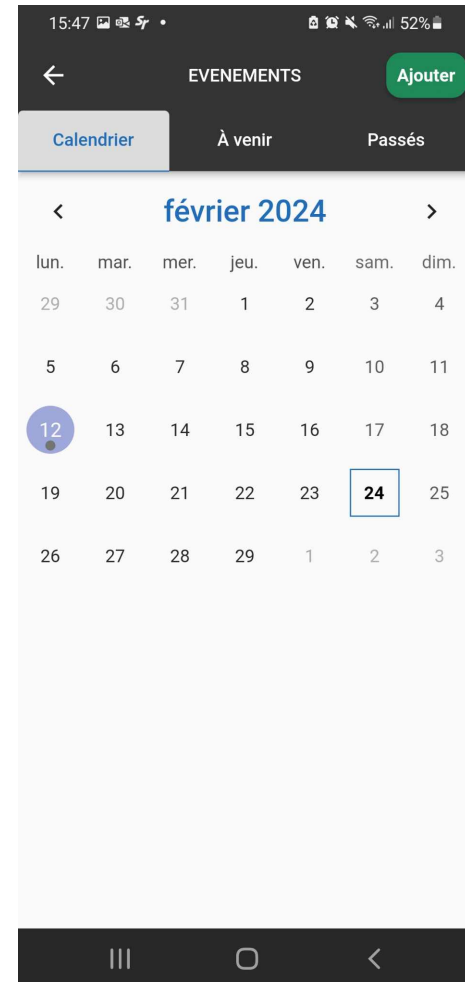 15:47 52%
EVENEMENTS Ajouter
Calendrier À venir Passés
février 2024
lun. mar. mer. jeu. ven. sam. dim.
29 30 31 1 2 3 4
5 6 7 8 9 10 11
12 13 14 15 16 17 18
19 20 21 22 23 24 25
26 27 28 29 1 2 3